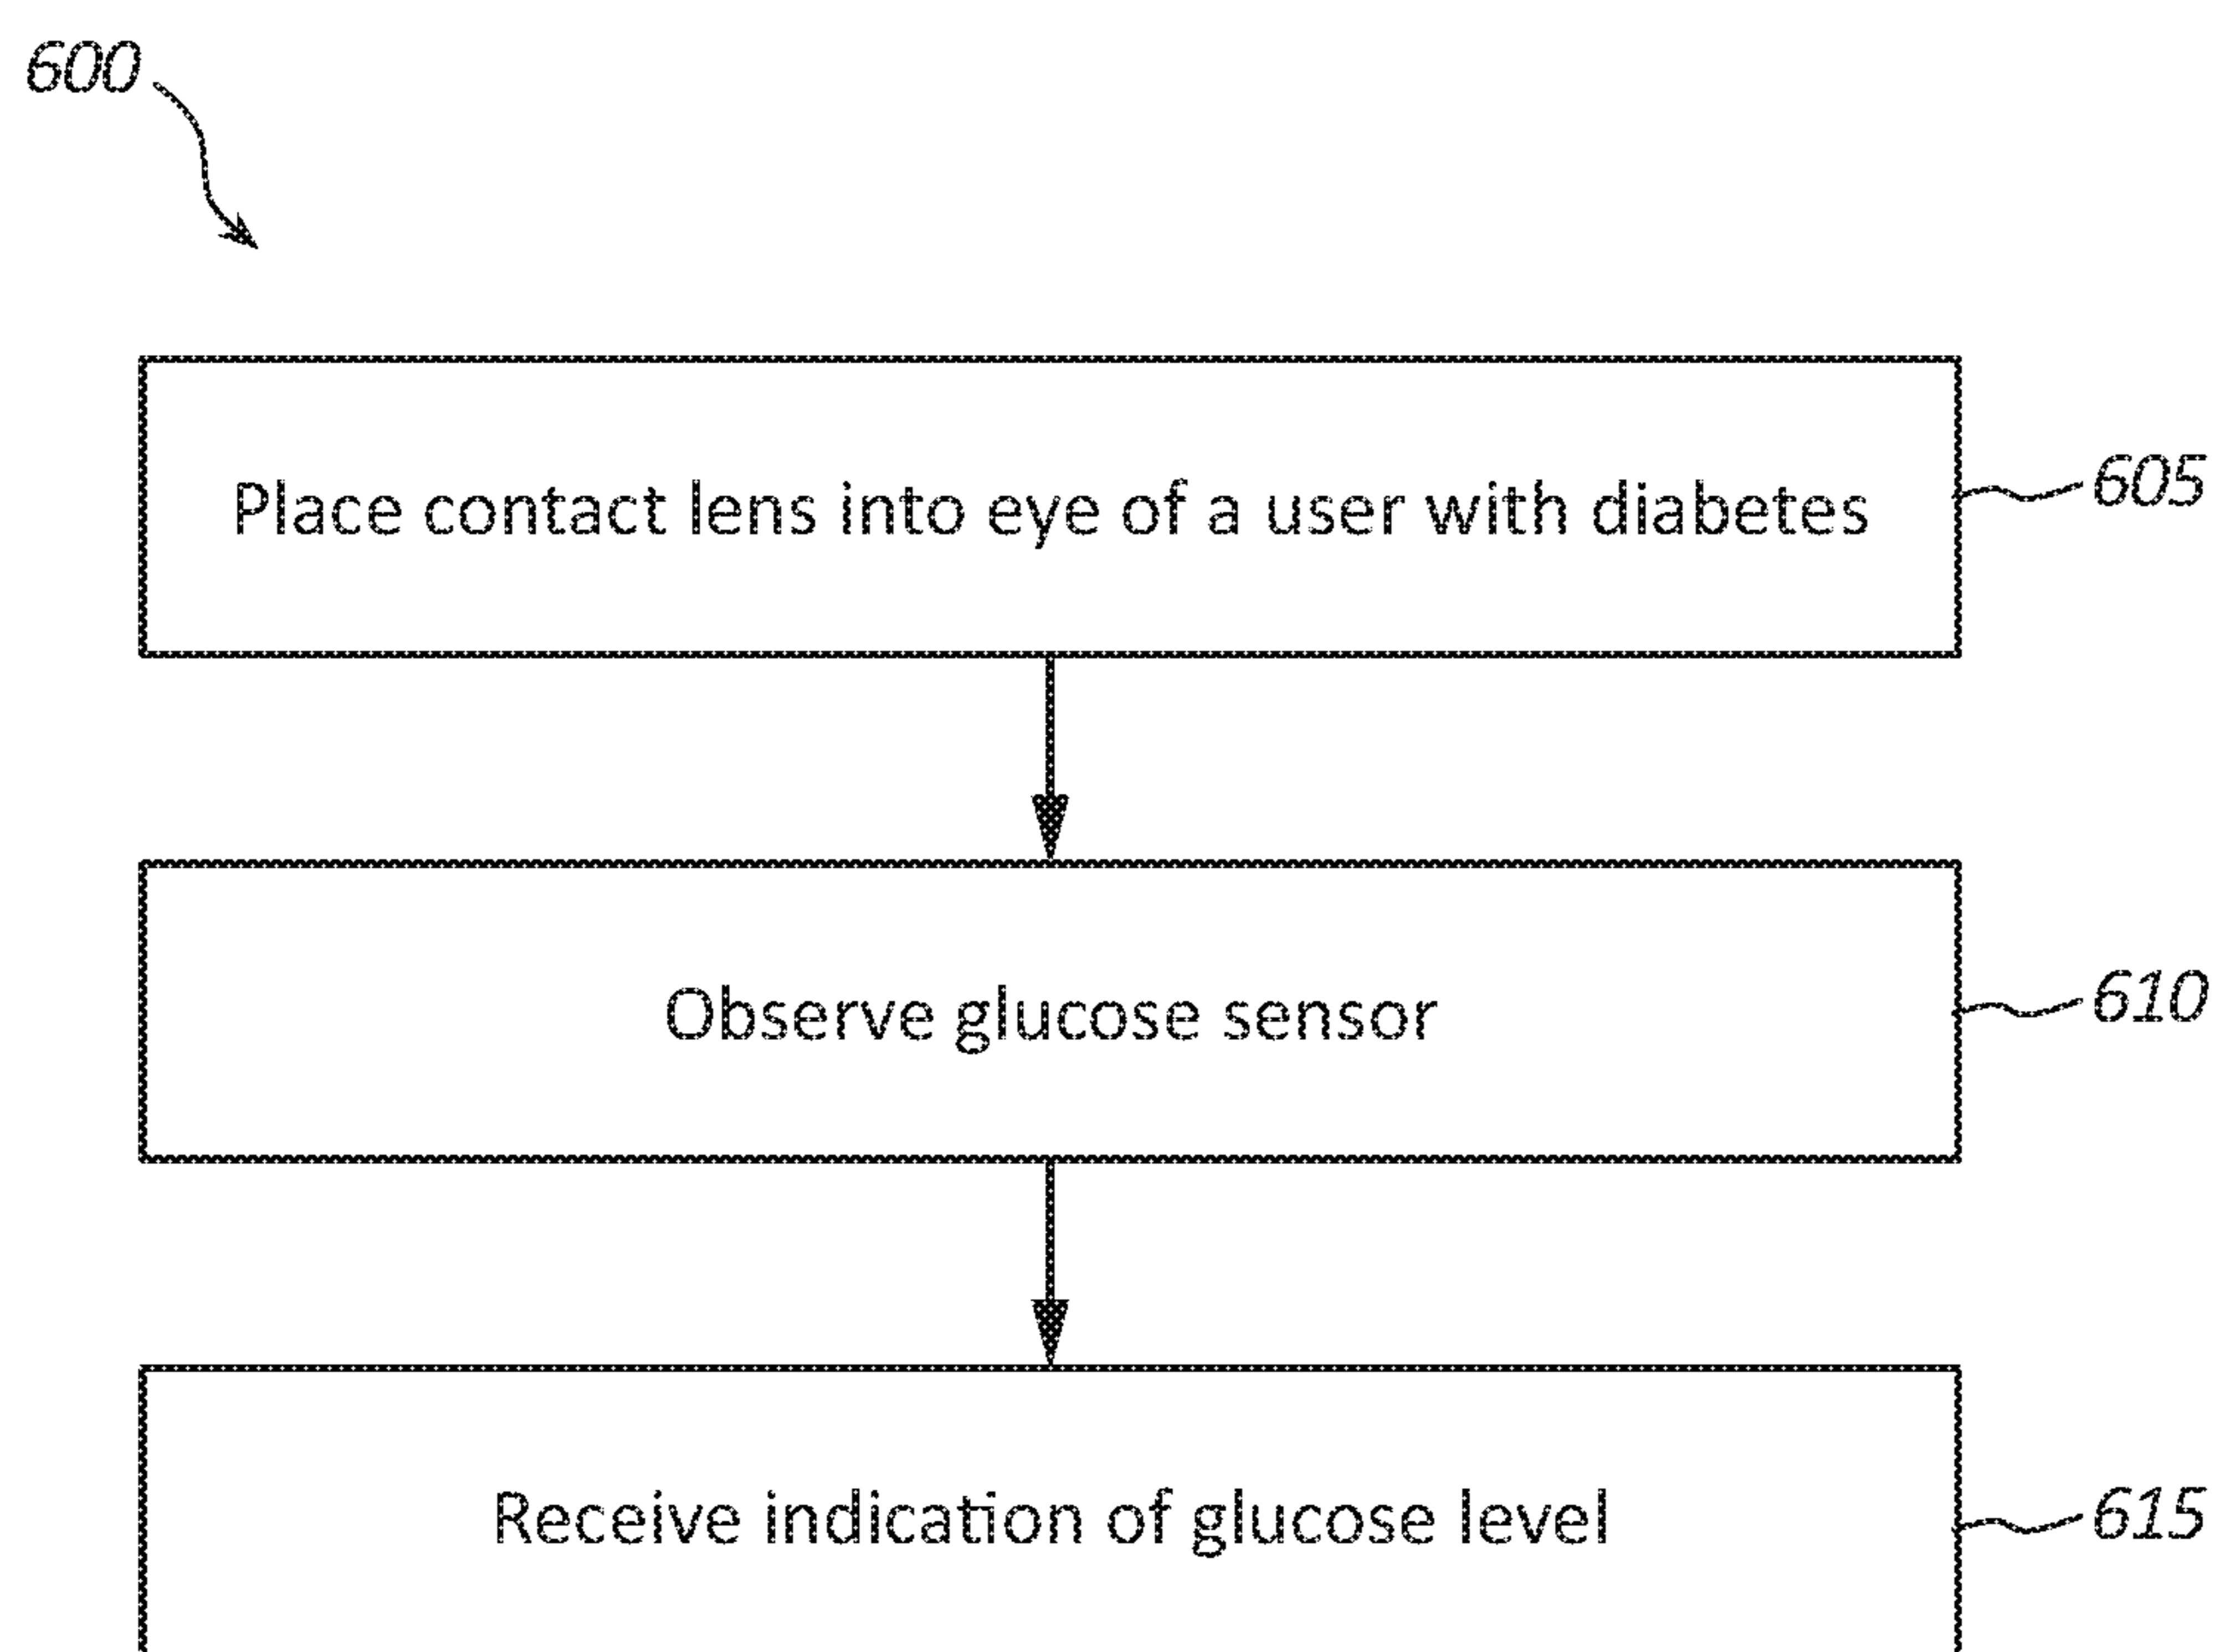 600
Place contact lens into eye of a user with diabetes
605
Observe glucose sensor
610
Receive indication of glucose level
615